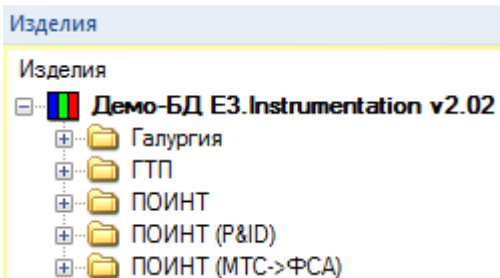 Изделия
Изделия
Демо-БД E3.Instrumentation v2.02
Галургия
ГТП
ПОИНТ
ПОИНТ (P&ID)
ПОИНТ (МТС->ФСА)